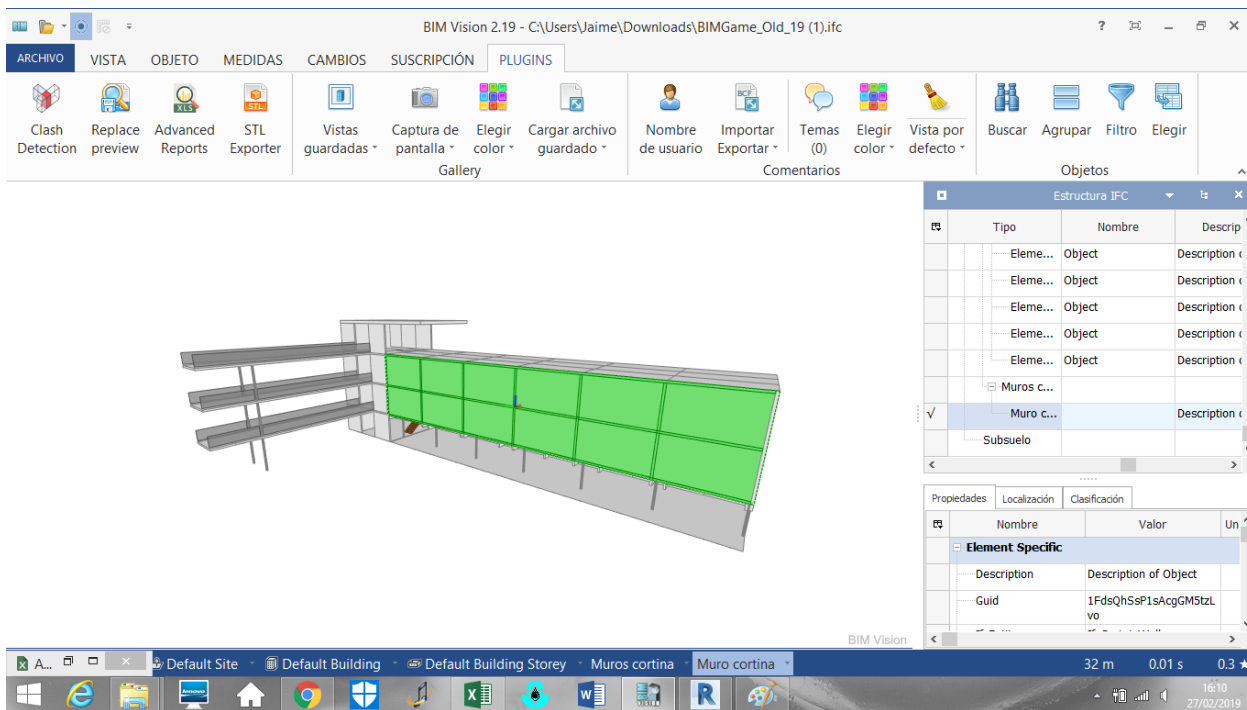 BIM Vision 2.19 - C:\Users\Jaime\Downloads\BIMGame_Old_19 (1).ifc
ARCHIVO VISTA OBJETO MEDIDAS CAMBIOS SUSCRIPCIÓN PLUGINS
Clash Detection
Replace preview
Advanced Reports
STL Exporter
Vistas guardadas
Captura de pantalla
Elegir color
Cargar archivo guardado
Nombre de usuario
Importar Exportar
Temas (0)
Elegir color
Vista por defecto
Buscar
Agrupar
Filtro
Elegir
Gallery
Comentarios
Objetos
Estructura IFC
Tipo Nombre Descrip
Eleme... Object Description
Eleme... Object Description
Eleme... Object Description
Eleme... Object Description
Eleme... Object Description
Muros c...
Muro c... Description
Subsuelo
Propiedades Localización Clasificación
Nombre Valor Un
Element Specific
Description Description of Object
Guid 1FdsQhSsP1sAcgGM5tzL
vo
BIM Vision
A... Default Site Default Building Default Building Storey Muros cortina Muro cortina 32 m 0.01 s 0.3
16:10
27/02/2019